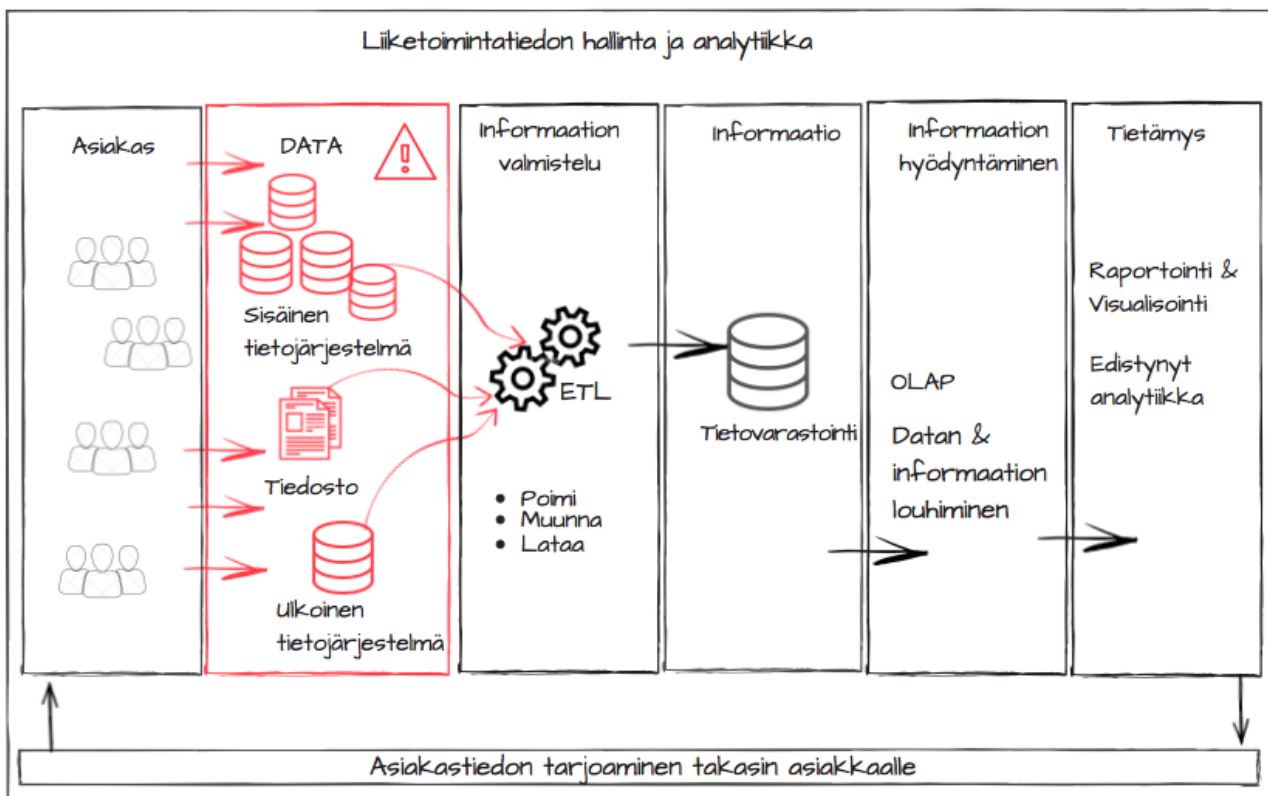 Liiketoimintatiedon hallinta ja analytiikka
Asiakas
DATA
Sisäinen
tietojärjestelmä
Tiedosto
Ulkoinen
tietojärjestelmä
Informaation
valmistelu
ETL
• Poimi
• Muunna
• Lataa
Informaatio
Tietovarastointi
Informaation
hyödyntäminen
OLAP
Datan &
informaation
louhiminen
Tietämys
Raportointi &
Visualisointi
Edistynyt
analytiikka
Asiakastiedon tarjoaminen takasin asiakkaalle